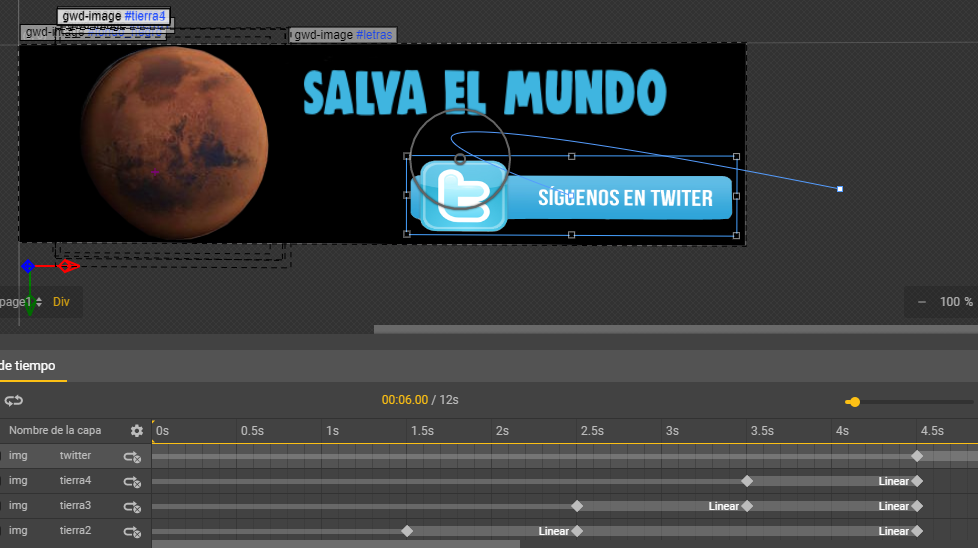 gwd-image #tierra4
gwd-image #letras
SALVA EL MUNDO
SÍGUENOS EN TWITER
page1 Div
100 %
de tiempo
00:06.00 / 12s
Nombre de la capa
0s 0.5s 1s 1.5s 2s 2.5s 3s 3.5s 4s 4.5s
img twitter
img tierra4 Linear
img tierra3 Linear Linear
img tierra2 Linear Linear